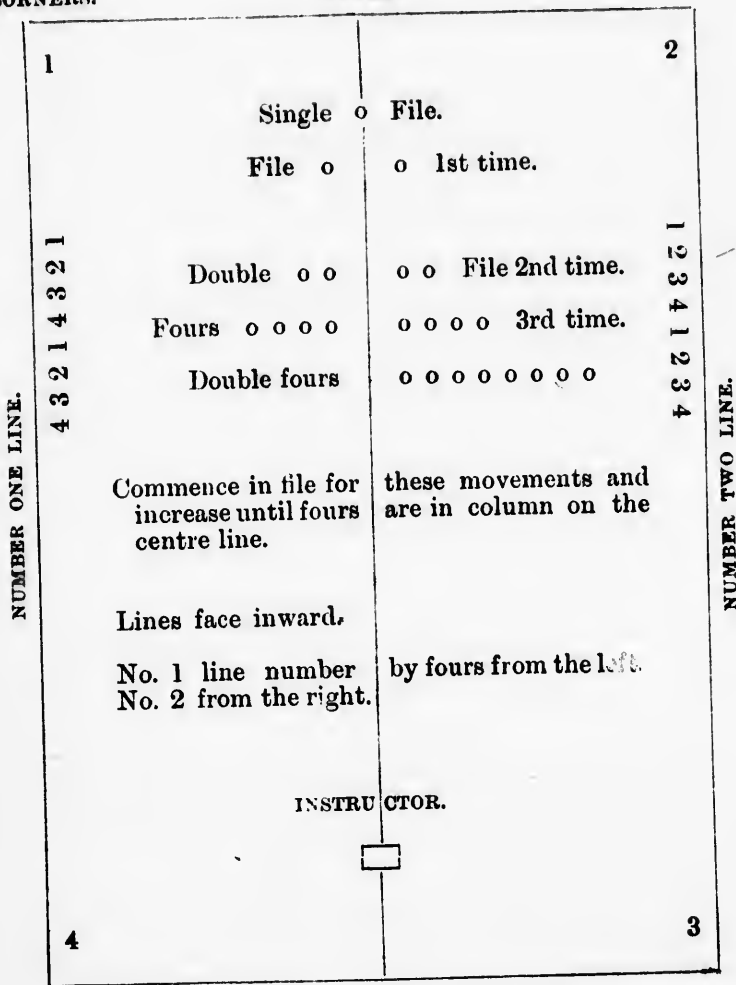 1 2
Single o File.
File o o 1st time.
Double o o o o File 2nd time.
Fours o o o o o o o o 3rd time.
Double fours o o o o o o o o
4 3 2 1 4 3 2 1
1 2 3 4 1 2 3 4
NUMBER ONE LINE.
NUMBER TWO LINE.
Commence in file for these movements and
increase until fours are in column on the
centre line.
Lines face inward.
No. 1 line number by fours from the left.
No. 2 from the right.
INSTRUCTOR.
4 3